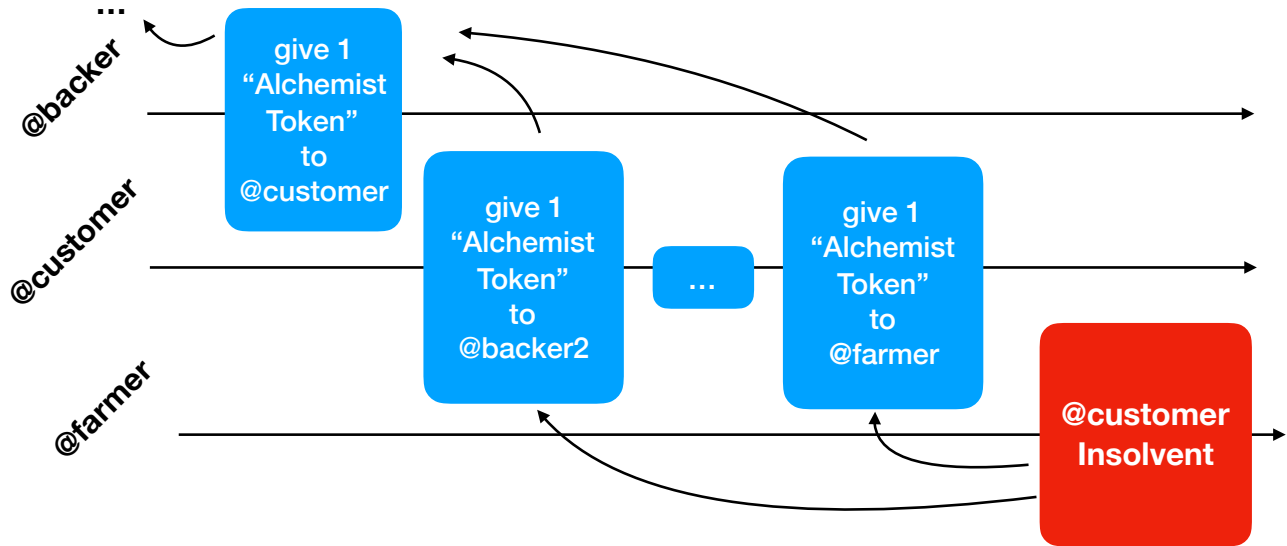 ...
@backer
give 1
“Alchemist
Token”
to
@customer
@customer
give 1
“Alchemist
Token”
to
@backer2
...
give 1
“Alchemist
Token”
to
@farmer
@farmer
@customer
Insolvent